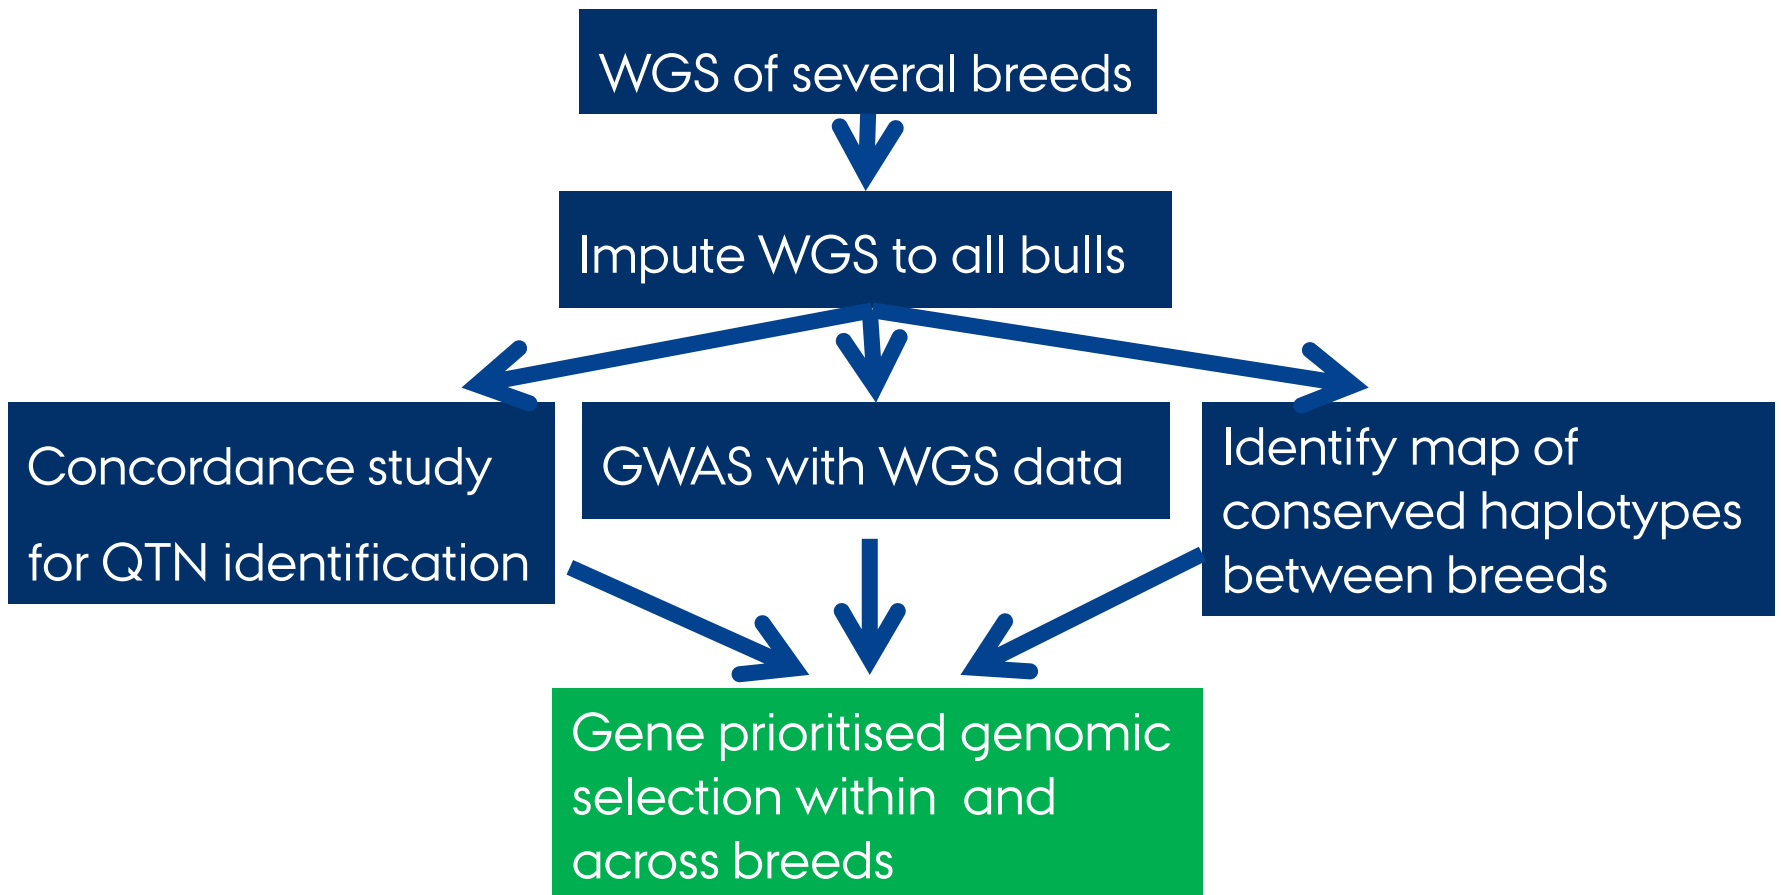 WGS of several breeds
Impute WGS to all bulls
Concordance study
for QTN identification
GWAS with WGS data
Identify map of
conserved haplotypes
between breeds
Gene prioritised genomic
selection within  and
across breeds